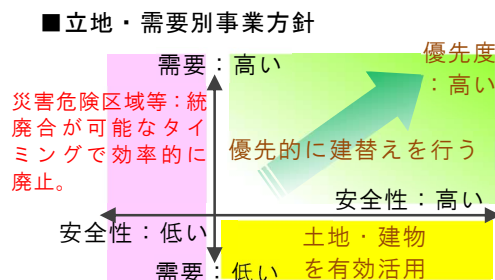 ■立地・需要別事業方針
需要：高い
優先度
：高い
災害危険区域等：統
廃合が可能なタイ
ミングで効率的に
廃止。
優先的に建替えを行う
安全性：高い
安全性：低い
土地・建物
を有効活用
需要：低い